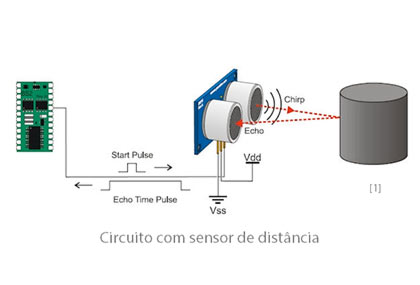 Chirp
Echo
[1]
Start Pulse
Vdd
Echo Time Pulse
Vss
Circuito com sensor de distância